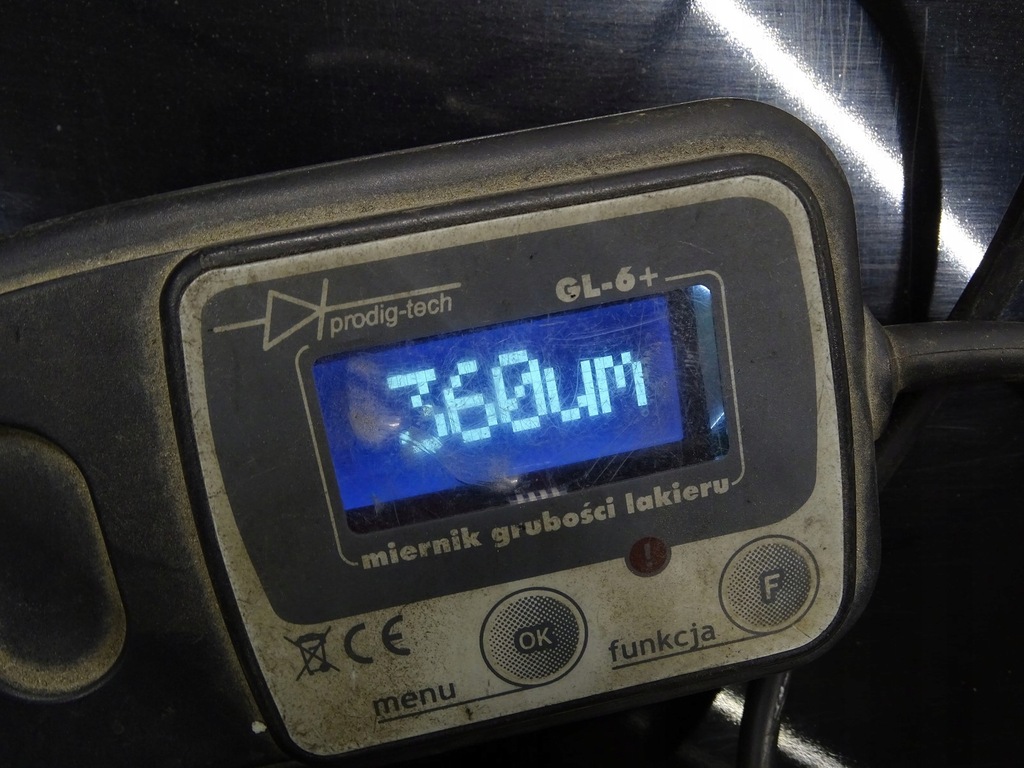 prodig-tech
GL-6+
360um
miernik grubości lakieru
!
CE
OK
F
menu
funkcja